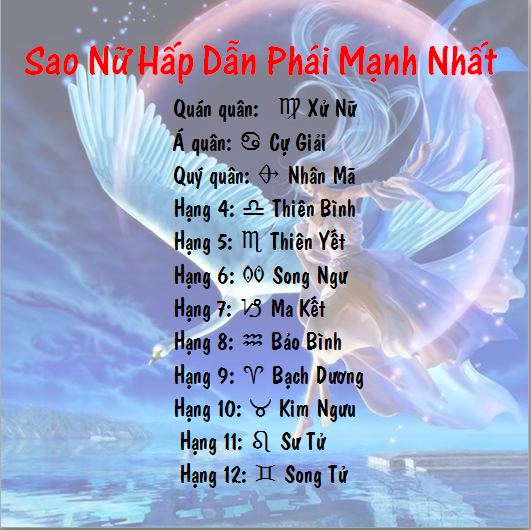 Sao Nữ Hấp Dẫn Phái Mạnh Nhất
Quán quân: ♍ Xử Nữ
Á quân: ♋ Cự Giải
Quý quân: ♐ Nhân Mã
Hạng 4: ♎ Thiên Bình
Hạng 5: ♏ Thiên Yết
Hạng 6: ♓ Song Ngư
Hạng 7: ♑ Ma Kết
Hạng 8: ♒ Bảo Bình
Hạng 9: ♈ Bạch Dương
Hạng 10: ♉ Kim Ngưu
Hạng 11: ♌ Sư Tử
Hạng 12: ♊ Song Tử